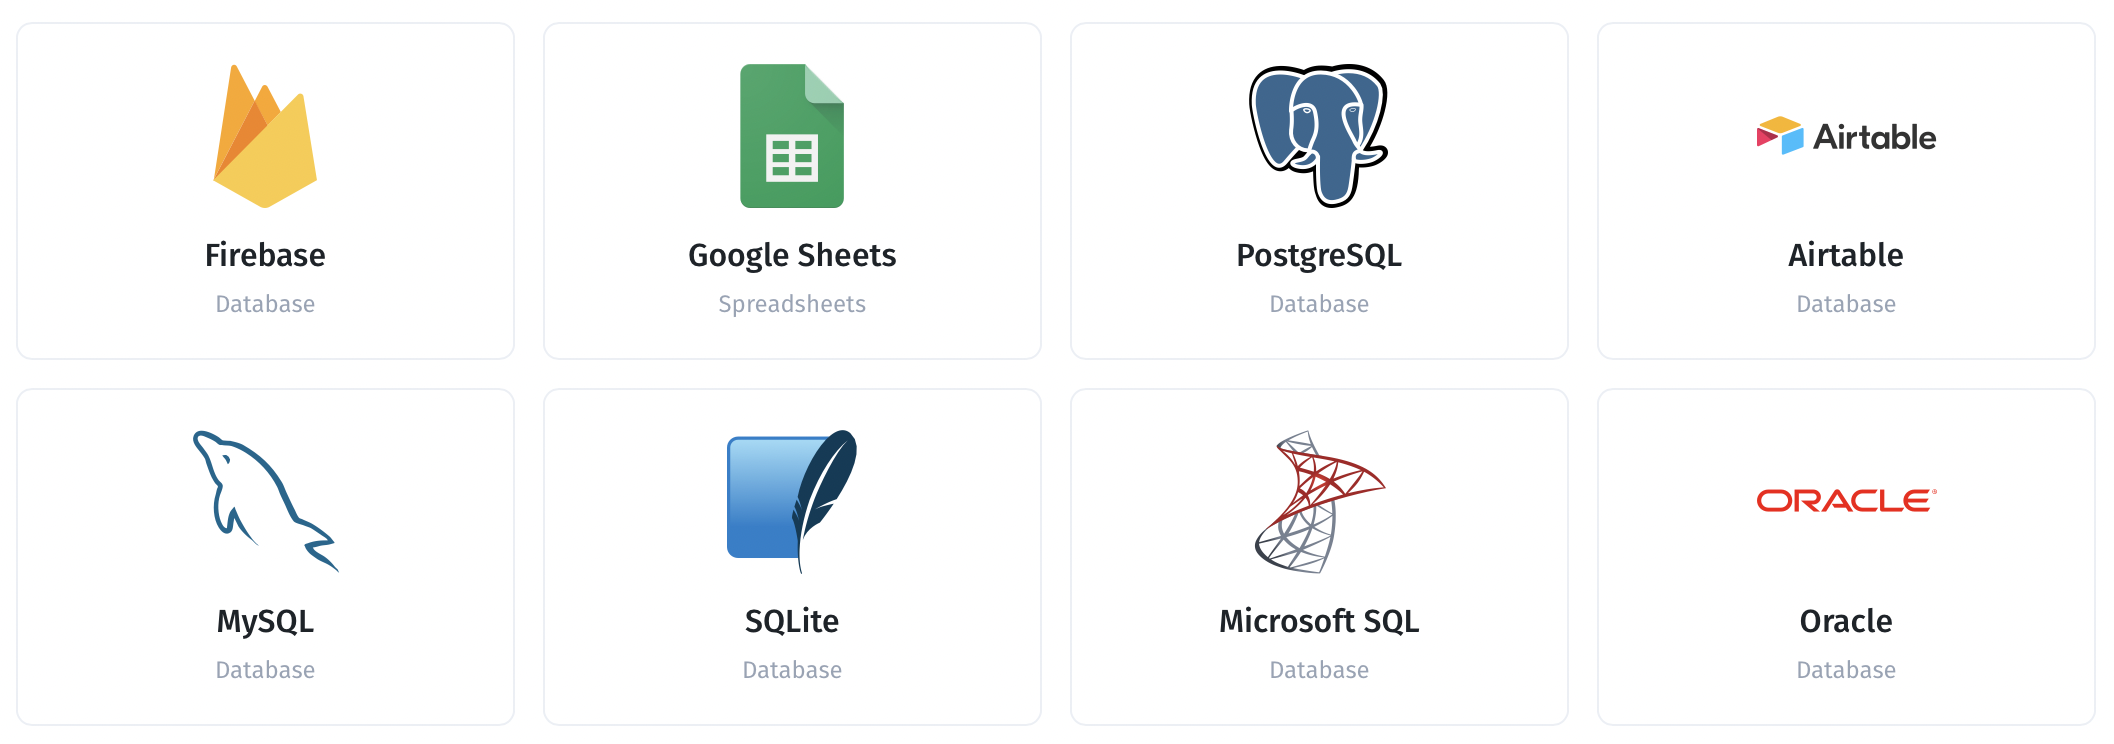 Firebase
Database
Google Sheets
Spreadsheets
PostgreSQL
Database
Airtable
Airtable
Database
MySQL
Database
SQLite
Database
Microsoft SQL
Database
ORACLE®
Oracle
Database